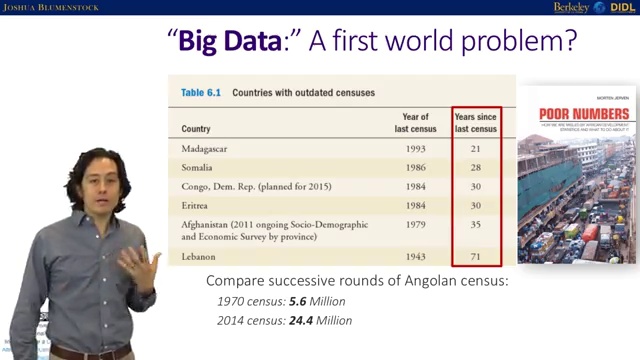 JOSHUA BLUMENSTOCK
Berkeley DIDL
“Big Data:” A first world problem?
Table 6.1 Countries with outdated censuses
Country Year of last census Years since last census
Madagascar 1993 21
Somalia 1986 28
Congo, Dem. Rep. (planned for 2015) 1984 30
Eritrea 1984 30
Afghanistan (2011 ongoing Socio-Demographic 1979 35
and Economic Survey by province)
Lebanon 1943 71
MORTEN JERVEN
POOR NUMBERS
HOW WE ARE MISLED BY AFRICAN DEVELOPMENT
STATISTICS AND WHAT TO DO ABOUT IT
Compare successive rounds of Angolan census:
1970 census: 5.6 Million
2014 census: 24.4 Million